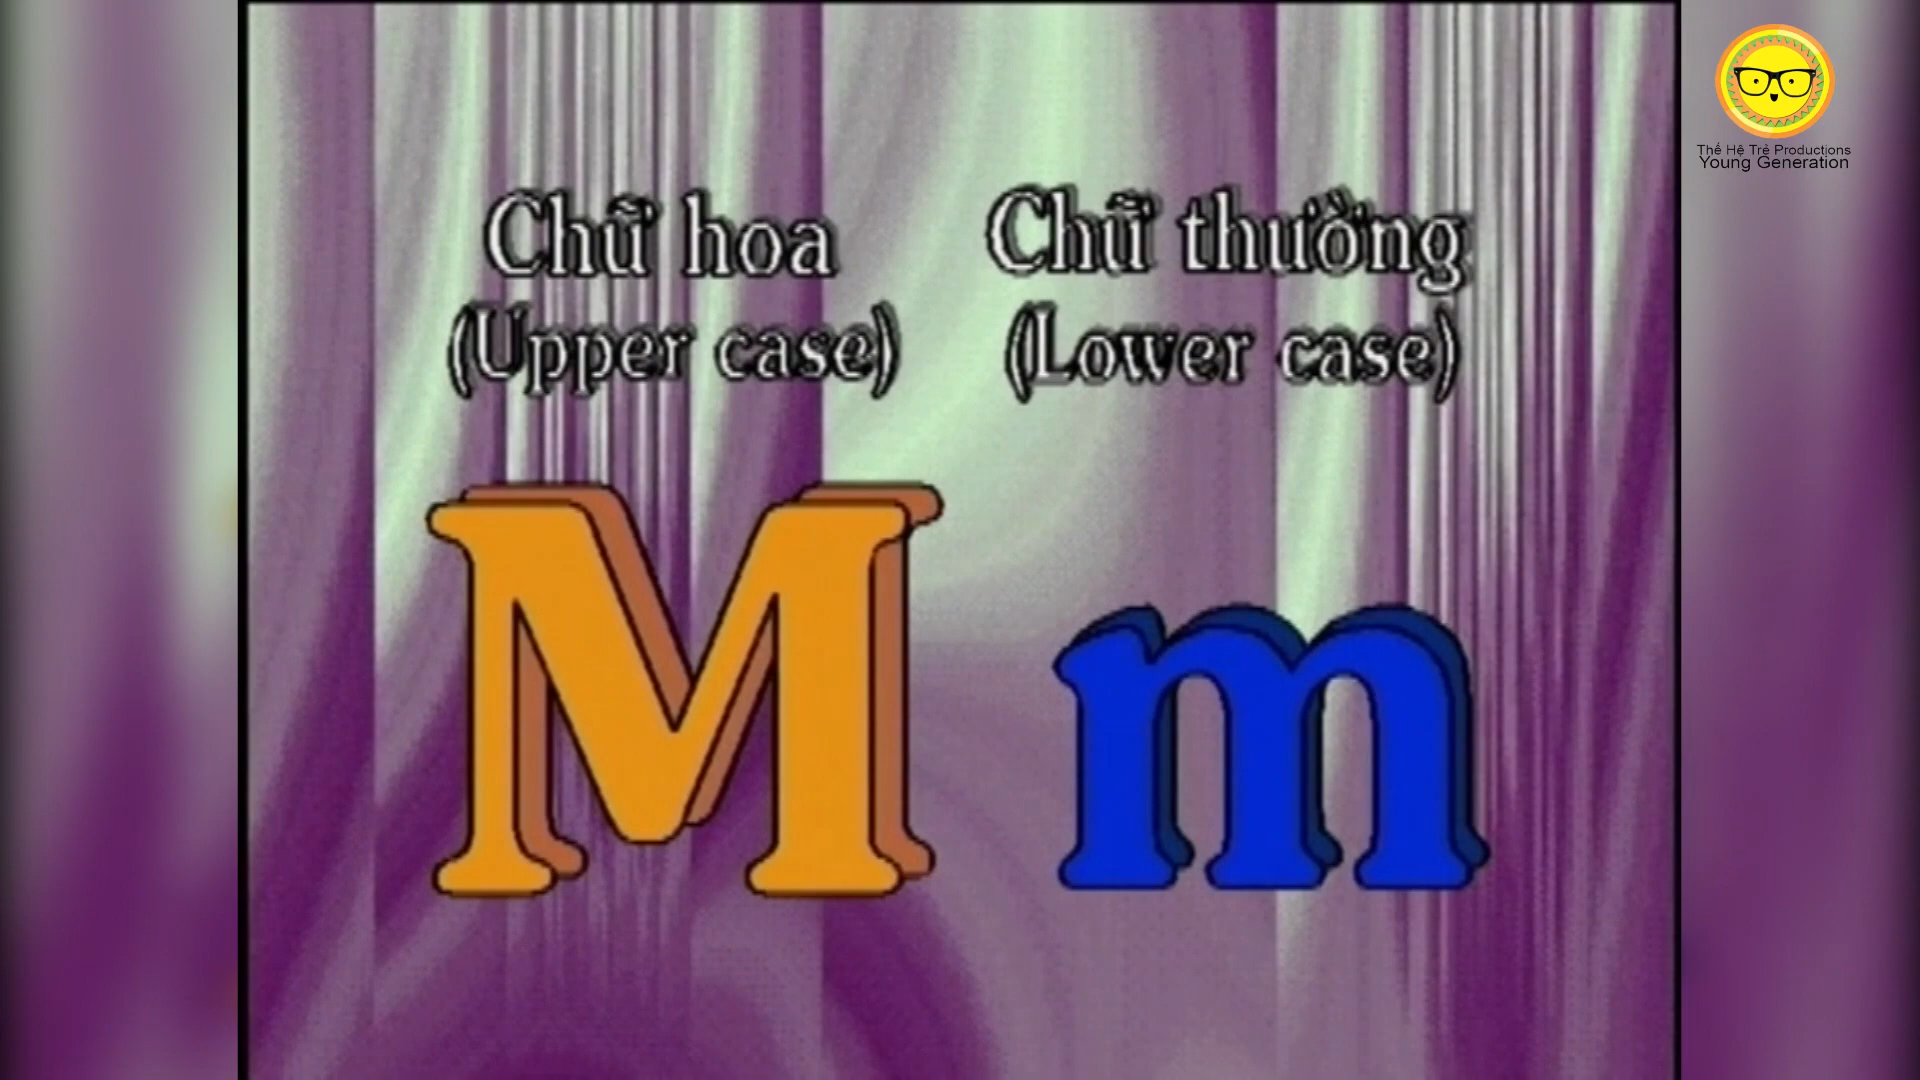 Chữ hoa
(Upper case)
Chữ thường
(Lower case)
M m
Thế Hệ Trẻ Productions
Young Generation